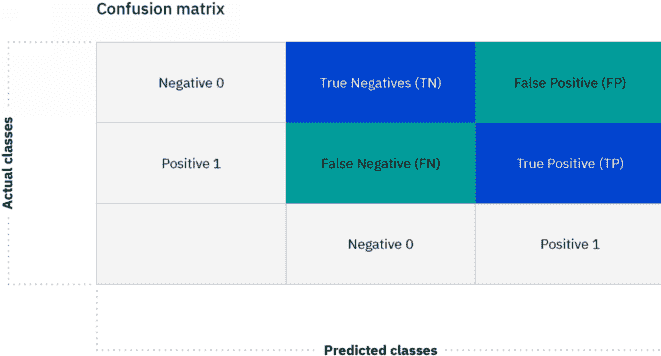 Confusion matrix
Actual classes
Negative 0
True Negatives (TN)
False Positive (FP)
Positive 1
False Negative (FN)
True Positive (TP)
Negative 0
Positive 1
Predicted classes